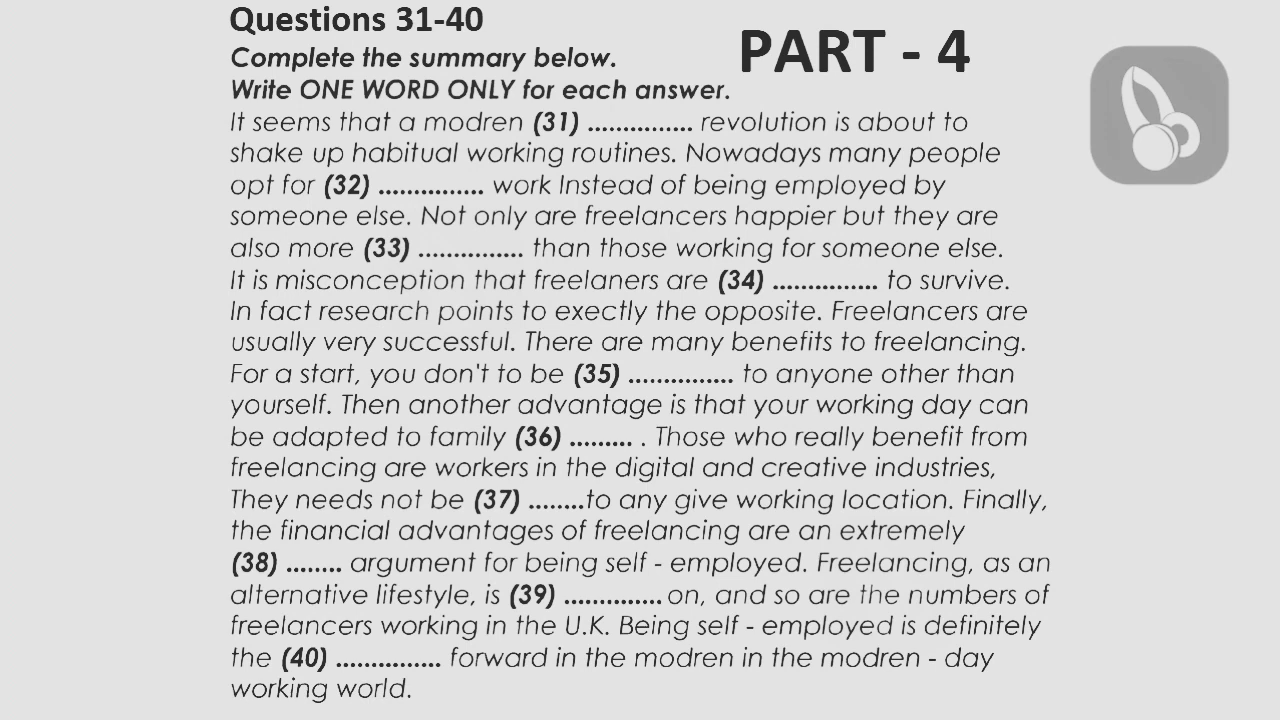 Questions 31-40
PART - 4
Complete the summary below.
Write ONE WORD ONLY for each answer.
It seems that a modren (31) ............... revolution is about to
shake up habitual working routines. Nowadays many people
opt for (32) ............... work Instead of being employed by
someone else. Not only are freelancers happier but they are
also more (33) ............... than those working for someone else.
It is misconception that freelaners are (34) ............... to survive.
In fact research points to exectly the opposite. Freelancers are
usually very successful. There are many benefits to freelancing.
For a start, you don't to be (35) ............... to anyone other than
yourself. Then another advantage is that your working day can
be adapted to family (36) ......... . Those who really benefit from
freelancing are workers in the digital and creative industries,
They needs not be (37) ........to any give working location. Finally,
the financial advantages of freelancing are an extremely
(38) ........ argument for being self - employed. Freelancing, as an
alternative lifestyle, is (39) .............. on, and so are the numbers of
freelancers working in the U.K. Being self - employed is definitely
the (40) ............... forward in the modren in the modren - day
working world.